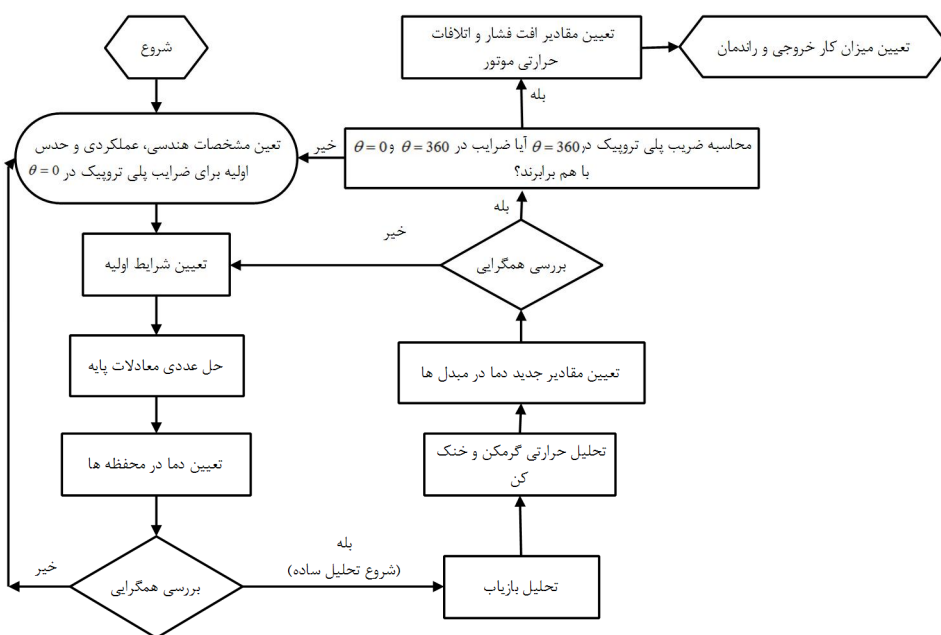 شروع
تعین مشخصات هندسی، عملکردی و حدس
اولیه برای ضرایب پلی تروپیک در θ = 0
تعیین شرایط اولیه
حل عددی معادلات پایه
تعیین دما در محفظه ها
بررسی همگرایی
خیر
بله
(شروع تحلیل ساده)
تحلیل بازیاب
تحلیل حرارتی گرمکن و خنک
کن
تعیین مقادیر جدید دما در مبدل ها
بررسی همگرایی
خیر
بله
محاسبه ضریب پلی تروپیک در θ = 360 آیا ضرایب در θ = 360 و θ = 0
با هم برابرند؟
خیر
بله
تعیین مقادیر افت فشار و اتلافات
حرارتی موتور
تعیین میزان کار خروجی و راندمان